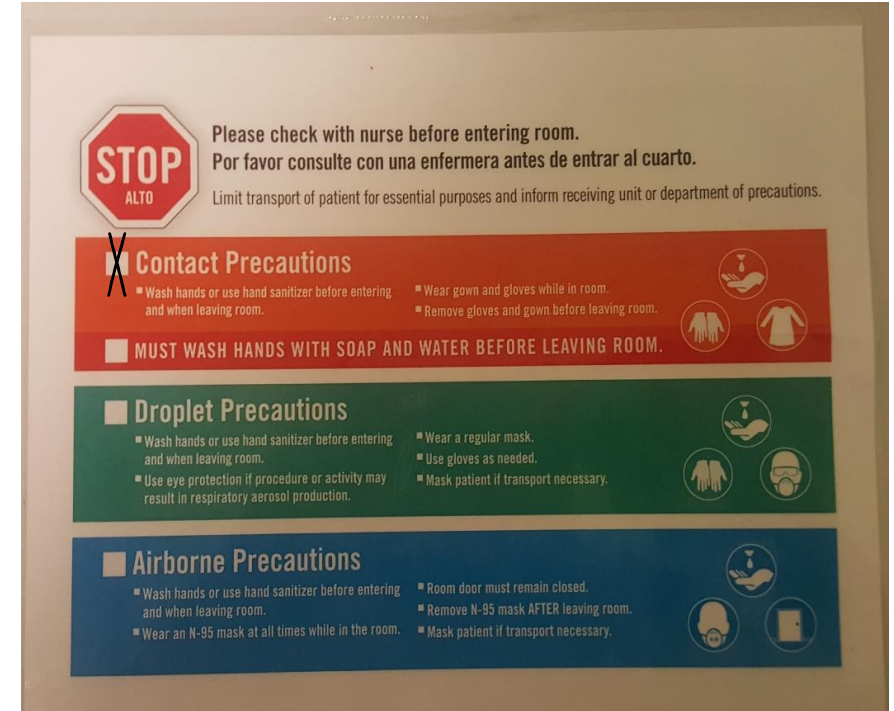 STOP
ALTO
Please check with nurse before entering room.
Por favor consulte con una enfermera antes de entrar al cuarto.
Limit transport of patient for essential purposes and inform receiving unit or department of precautions.
X Contact Precautions
Wash hands or use hand sanitizer before entering
and when leaving room.
Wear gown and gloves while in room.
Remove gloves and gown before leaving room.
MUST WASH HANDS WITH SOAP AND WATER BEFORE LEAVING ROOM.
Droplet Precautions
Wash hands or use hand sanitizer before entering
and when leaving room.
Use eye protection if procedure or activity may
result in respiratory aerosol production.
Wear a regular mask.
Use gloves as needed.
Mask patient if transport necessary.
Airborne Precautions
Wash hands or use hand sanitizer before entering
and when leaving room.
Wear an N-95 mask at all times while in the room.
Room door must remain closed.
Remove N-95 mask AFTER leaving room.
Mask patient if transport necessary.